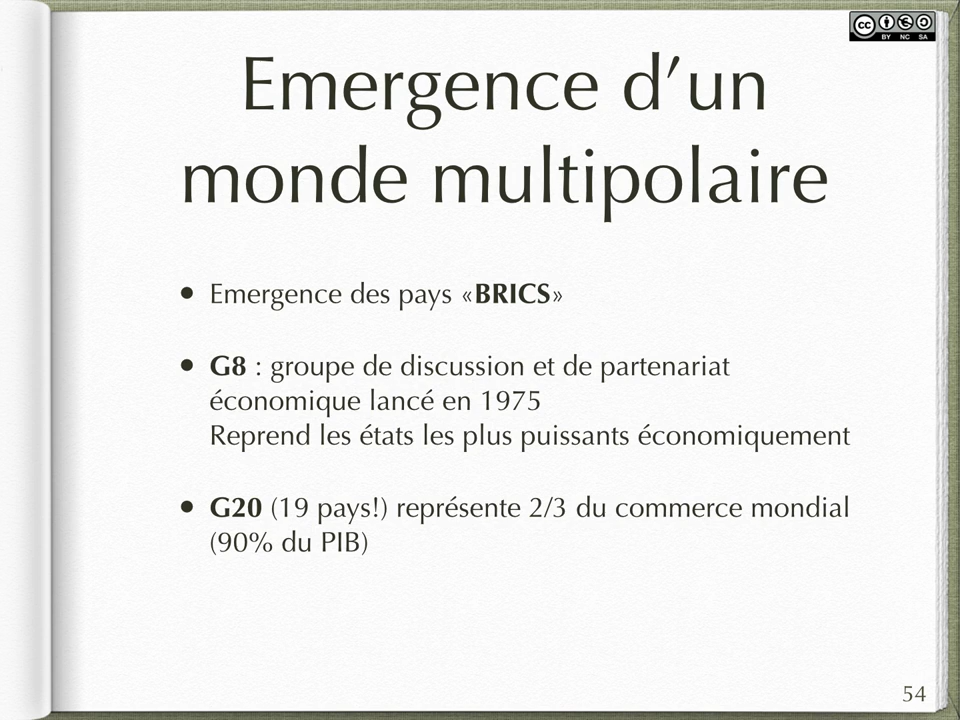 cc BY NC SA
Emergence d’un
monde multipolaire
• Emergence des pays «BRICS»
• G8 : groupe de discussion et de partenariat
économique lancé en 1975
Reprend les états les plus puissants économiquement
• G20 (19 pays!) représente 2/3 du commerce mondial
(90% du PIB)
54